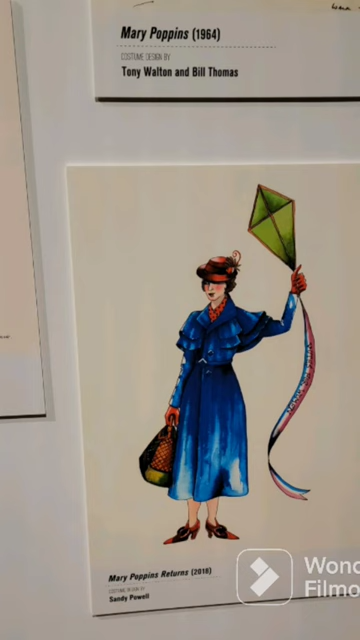 Mary Poppins (1964)
COSTUME DESIGN BY
Tony Walton and Bill Thomas
Mary Poppins Returns (2018)
COSTUME DESIGN BY
Sandy Powell
Wond
Filmo